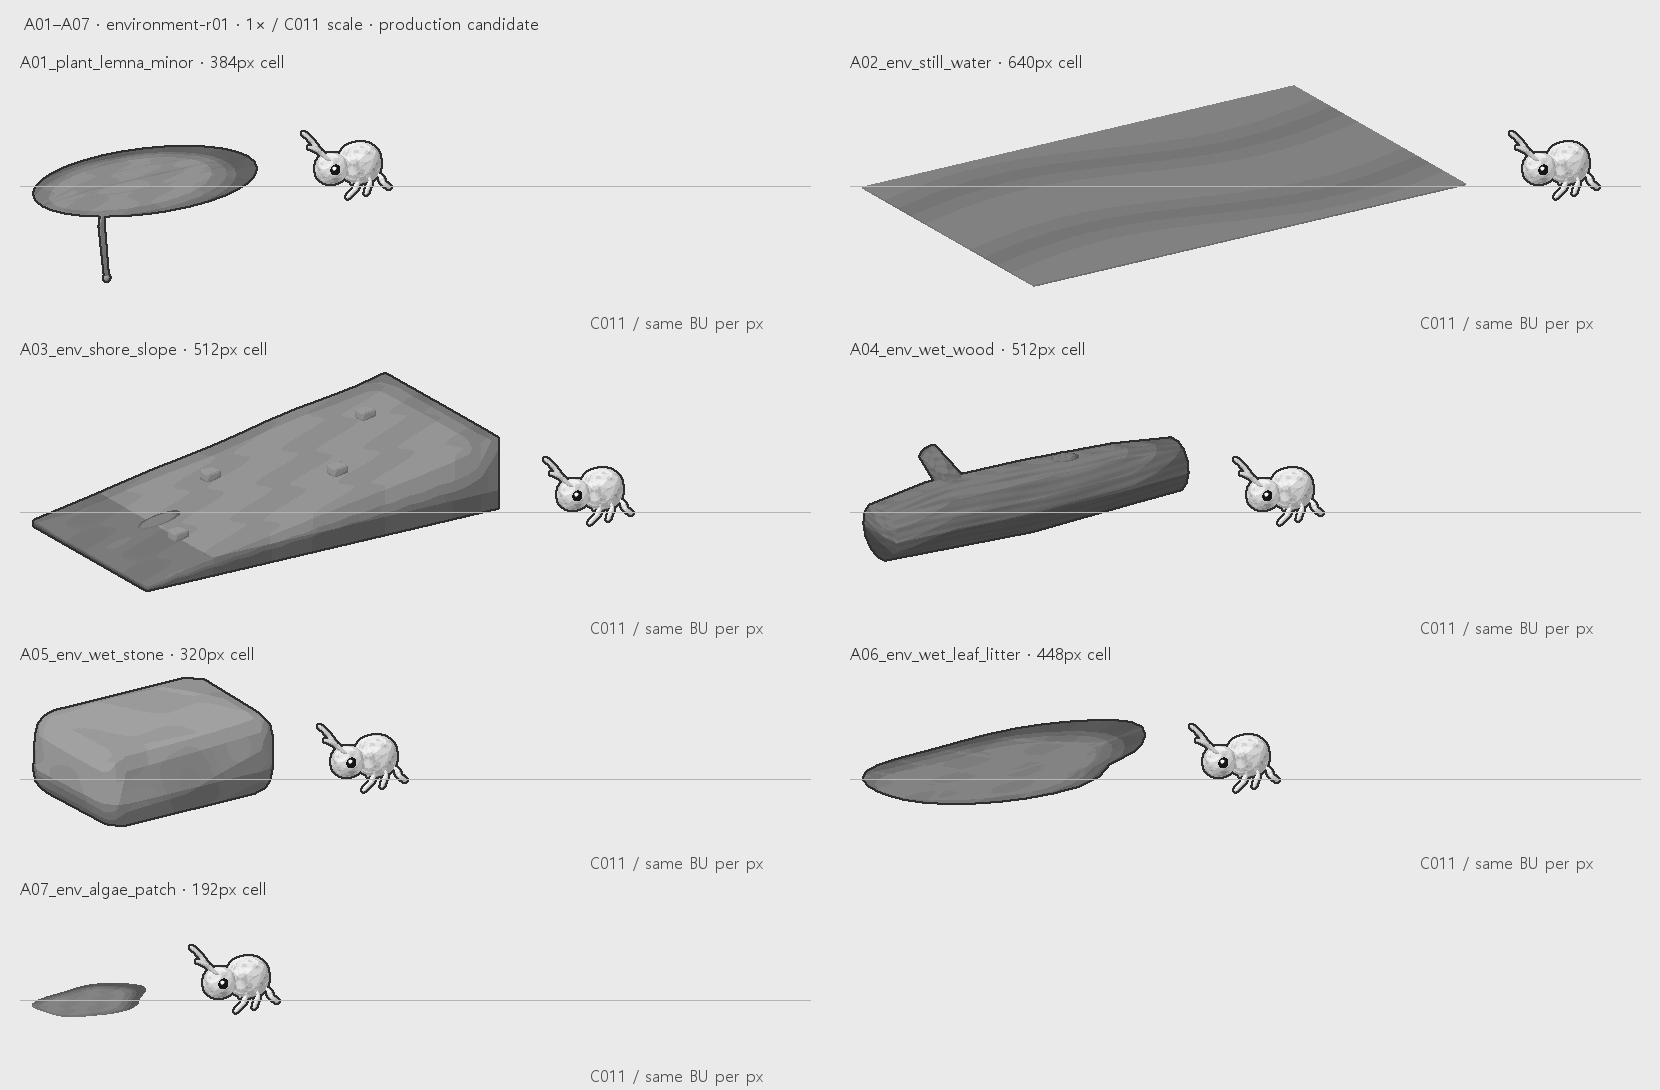 A01–A07 · environment-r01 · 1× / C011 scale · production candidate
A01_plant_lemna_minor · 384px cell
A02_env_still_water · 640px cell
C011 / same BU per px
C011 / same BU per px
A03_env_shore_slope · 512px cell
A04_env_wet_wood · 512px cell
C011 / same BU per px
C011 / same BU per px
A05_env_wet_stone · 320px cell
A06_env_wet_leaf_litter · 448px cell
C011 / same BU per px
C011 / same BU per px
A07_env_algae_patch · 192px cell
C011 / same BU per px